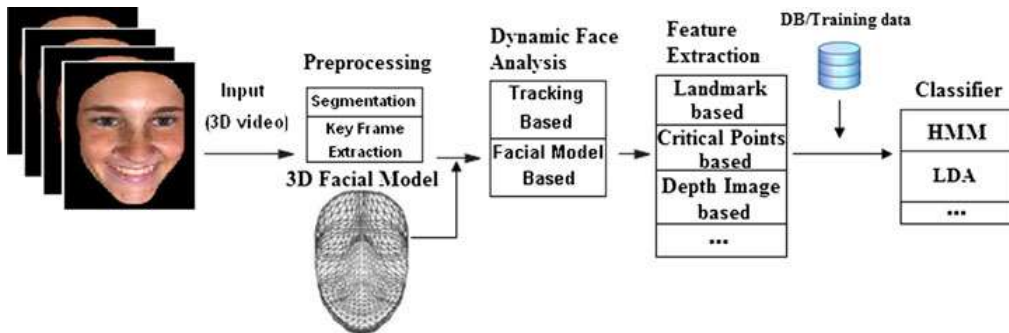 Input
(3D video)
Preprocessing
Segmentation
Key Frame
Extraction
3D Facial Model
Dynamic Face
Analysis
Tracking
Based
Facial Model
Based
Feature
Extraction
Landmark
based
Critical Points
based
Depth Image
based
...
DB/Training data
Classifier
HMM
LDA
...